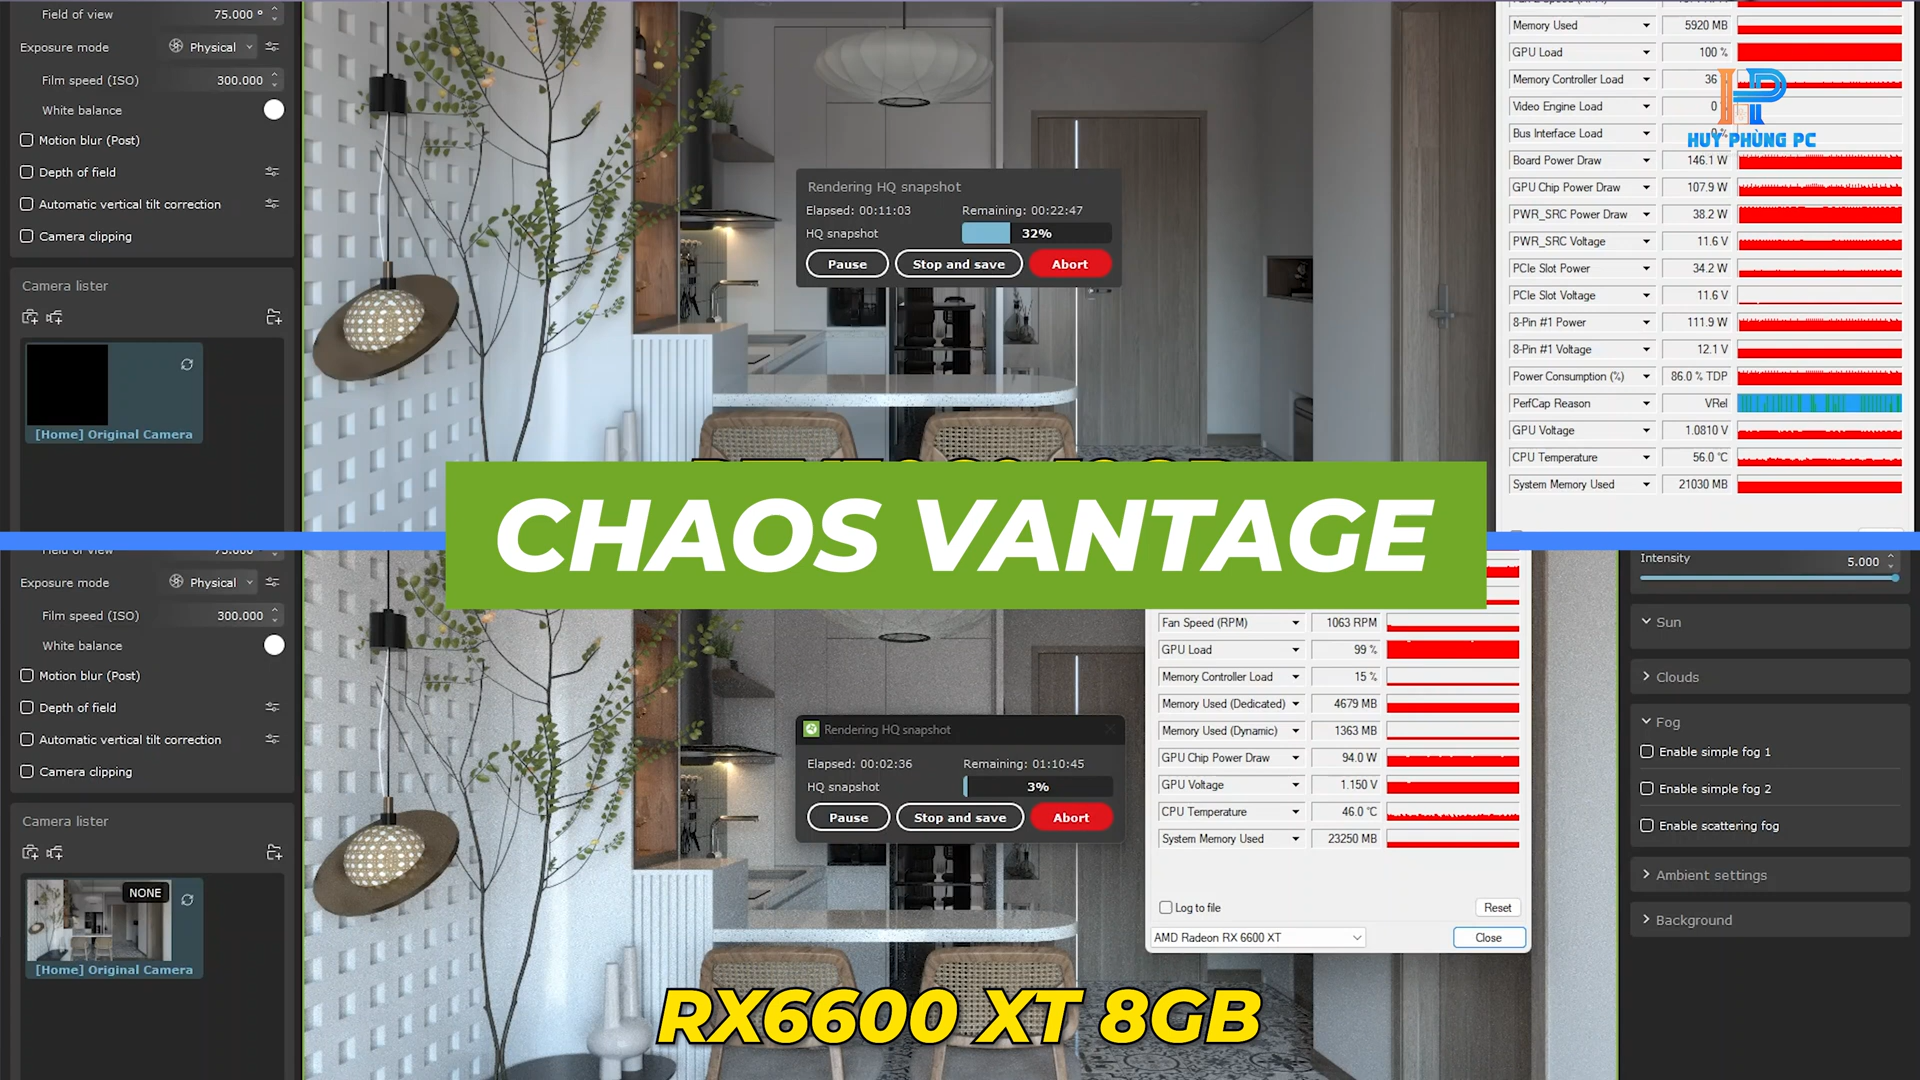 Field of view 75.000 °
Exposure mode Physical
Film speed (ISO) 300.000
White balance
Motion blur (Post)
Depth of field
Automatic vertical tilt correction
Camera clipping
Camera lister
[Home] Original Camera
Rendering HQ snapshot
Elapsed: 00:11:03 Remaining: 00:22:47
HQ snapshot 32%
Pause Stop and save Abort
Memory Used 5920 MB
GPU Load 100 %
Memory Controller Load 36
Video Engine Load 0
Bus Interface Load 0 %
HUY PHÙNG PC
Board Power Draw 146.1 W
GPU Chip Power Draw 107.9 W
PWR_SRC Power Draw 38.2 W
PWR_SRC Voltage 11.6 V
PCIe Slot Power 34.2 W
PCIe Slot Voltage 11.6 V
8-Pin #1 Power 111.9 W
8-Pin #1 Voltage 12.1 V
Power Consumption (%) 86.0 % TDP
PerfCap Reason VRel
GPU Voltage 1.0810 V
CPU Temperature 56.0 °C
System Memory Used 21030 MB
CHAOS VANTAGE
Field of view 75.000 °
Exposure mode Physical
Film speed (ISO) 300.000
White balance
Motion blur (Post)
Depth of field
Automatic vertical tilt correction
Camera clipping
Camera lister
NONE
[Home] Original Camera
Rendering HQ snapshot
Elapsed: 00:02:36 Remaining: 01:10:45
HQ snapshot 3%
Pause Stop and save Abort
Fan Speed (RPM) 1063 RPM
GPU Load 99 %
Memory Controller Load 15 %
Memory Used (Dedicated) 4679 MB
Memory Used (Dynamic) 1363 MB
GPU Chip Power Draw 94.0 W
GPU Voltage 1.150 V
CPU Temperature 46.0 °C
System Memory Used 23250 MB
Log to file Reset
AMD Radeon RX 6600 XT Close
Intensity 5.000
Sun
Clouds
Fog
Enable simple fog 1
Enable simple fog 2
Enable scattering fog
Ambient settings
Background
RX6600 XT 8GB